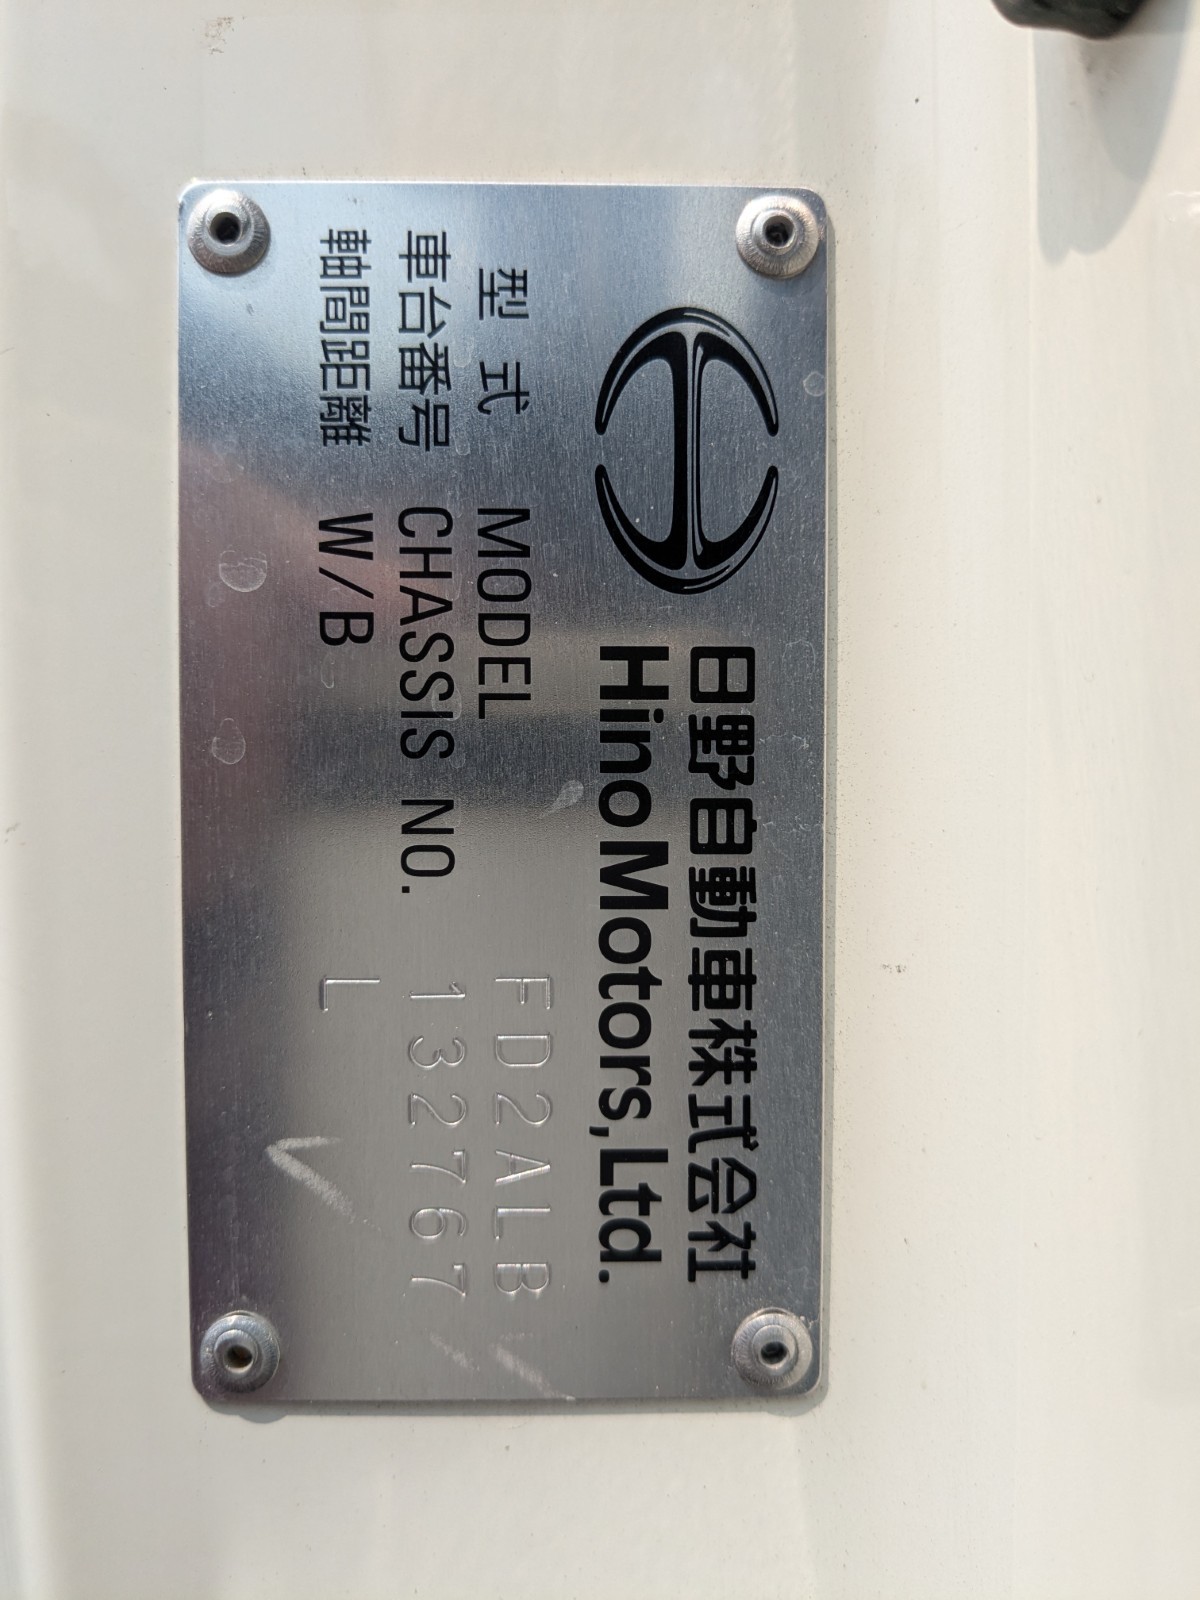 日野自動車株式会社
Hino Motors, Ltd.
型式 MODEL FD2ALB
車台番号 CHASSIS NO. 132767
軸間距離 W/B L